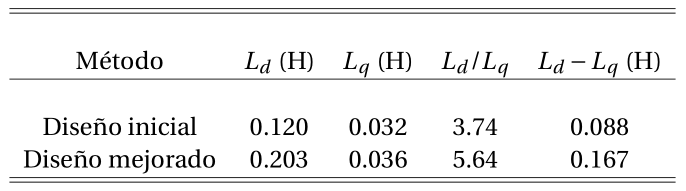 Método L_d (H) L_q (H) L_d/L_q L_d − L_q (H)
Diseño inicial 0.120 0.032 3.74 0.088
Diseño mejorado 0.203 0.036 5.64 0.167